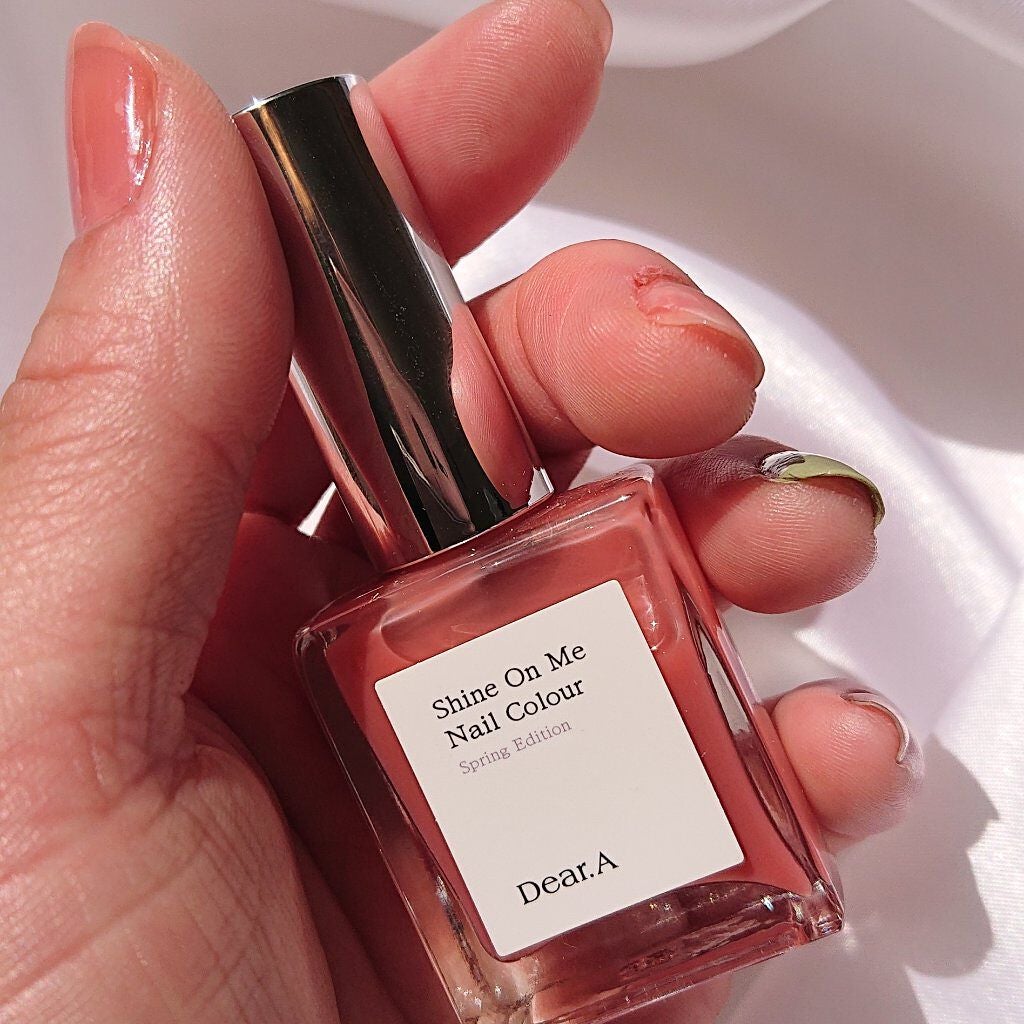 Shine On Me
Nail Colour
Spring Edition
Dear.A